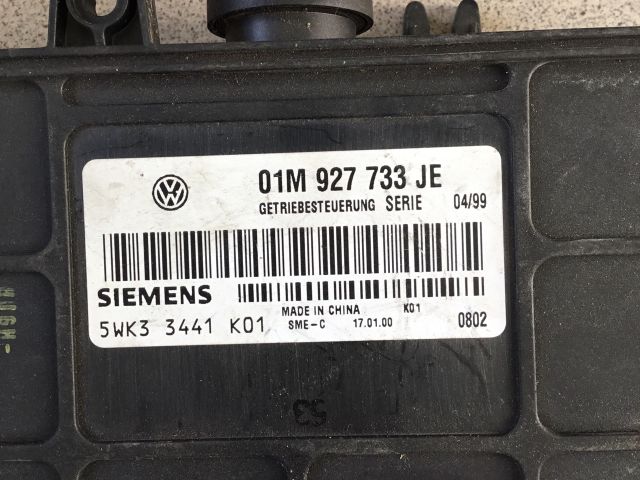 01M 927 733 JE
GETRIEBESTEUERUNG SERIE 04/99
SIEMENS
MADE IN CHINA K01
5WK3 3441 K01 SME-C 17.01.00 0802
53